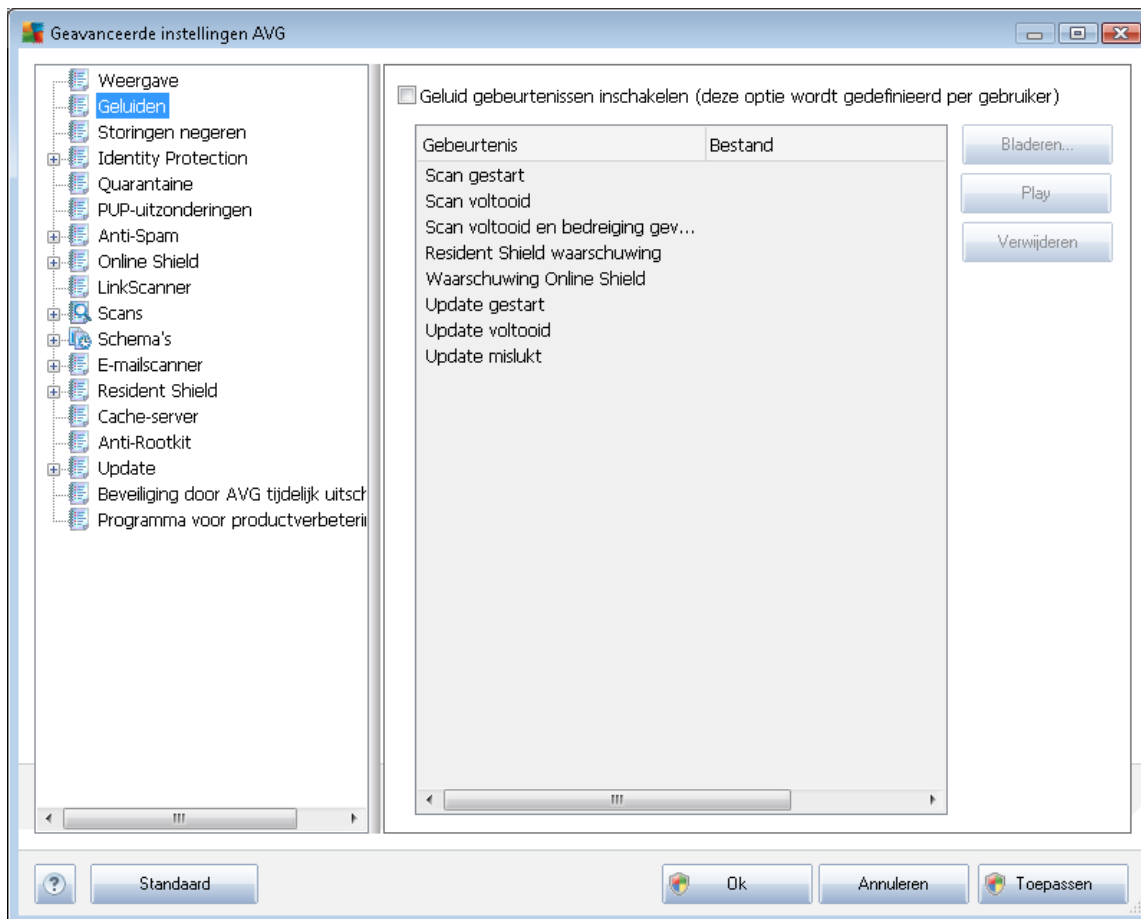 Geavanceerde instellingen AVG
Weergave
Geluiden
Storingen negeren
Identity Protection
Quarantaine
PUP-uitzonderingen
Anti-Spam
Online Shield
LinkScanner
Scans
Schema's
E-mailscanner
Resident Shield
Cache-server
Anti-Rootkit
Update
Beveiliging door AVG tijdelijk uitsch
Programma voor productverbeterin
Geluid gebeurtenissen inschakelen (deze optie wordt gedefinieerd per gebruiker)
Gebeurtenis Bestand
Scan gestart
Scan voltooid
Scan voltooid en bedreiging gev...
Resident Shield waarschuwing
Waarschuwing Online Shield
Update gestart
Update voltooid
Update mislukt
Bladeren...
Play
Verwijderen
? Standaard Ok Annuleren Toepassen